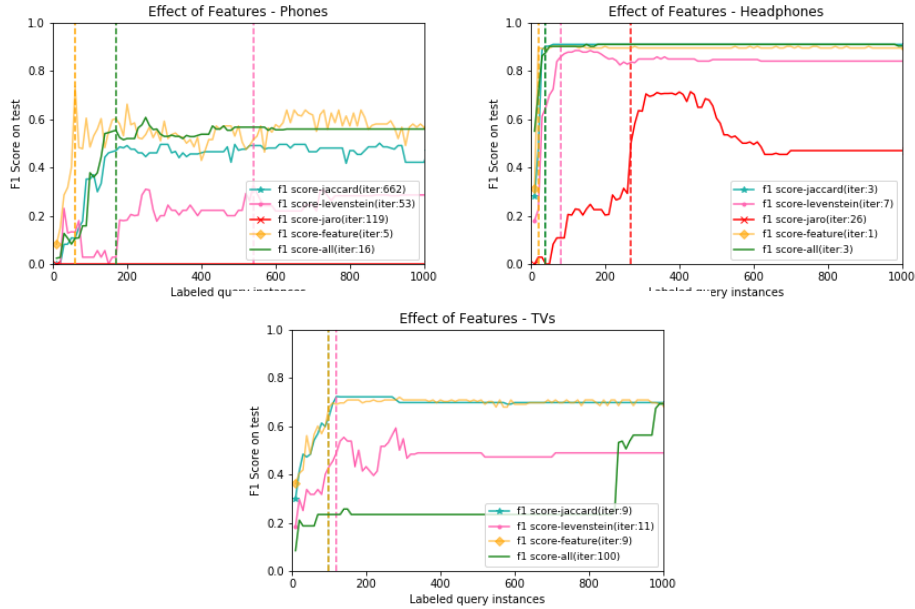 Effect of Features - Phones
1.0
0.8
0.6
0.4
0.2
0.0
F1 Score on test
f1 score-jaccard(iter:662)
f1 score-levenstein(iter:53)
f1 score-jaro(iter:119)
f1 score-feature(iter:5)
f1 score-all(iter:16)
0 200 400 600 800 1000
Labeled query instances
Effect of Features - Headphones
1.0
0.8
0.6
0.4
0.2
0.0
F1 Score on test
f1 score-jaccard(iter:3)
f1 score-levenstein(iter:7)
f1 score-jaro(iter:26)
f1 score-feature(iter:1)
f1 score-all(iter:3)
0 200 400 600 800 1000
Labeled query instances
Effect of Features - TVs
1.0
0.8
0.6
0.4
0.2
0.0
F1 Score on test
f1 score-jaccard(iter:9)
f1 score-levenstein(iter:11)
f1 score-feature(iter:9)
f1 score-all(iter:100)
0 200 400 600 800 1000
Labeled query instances